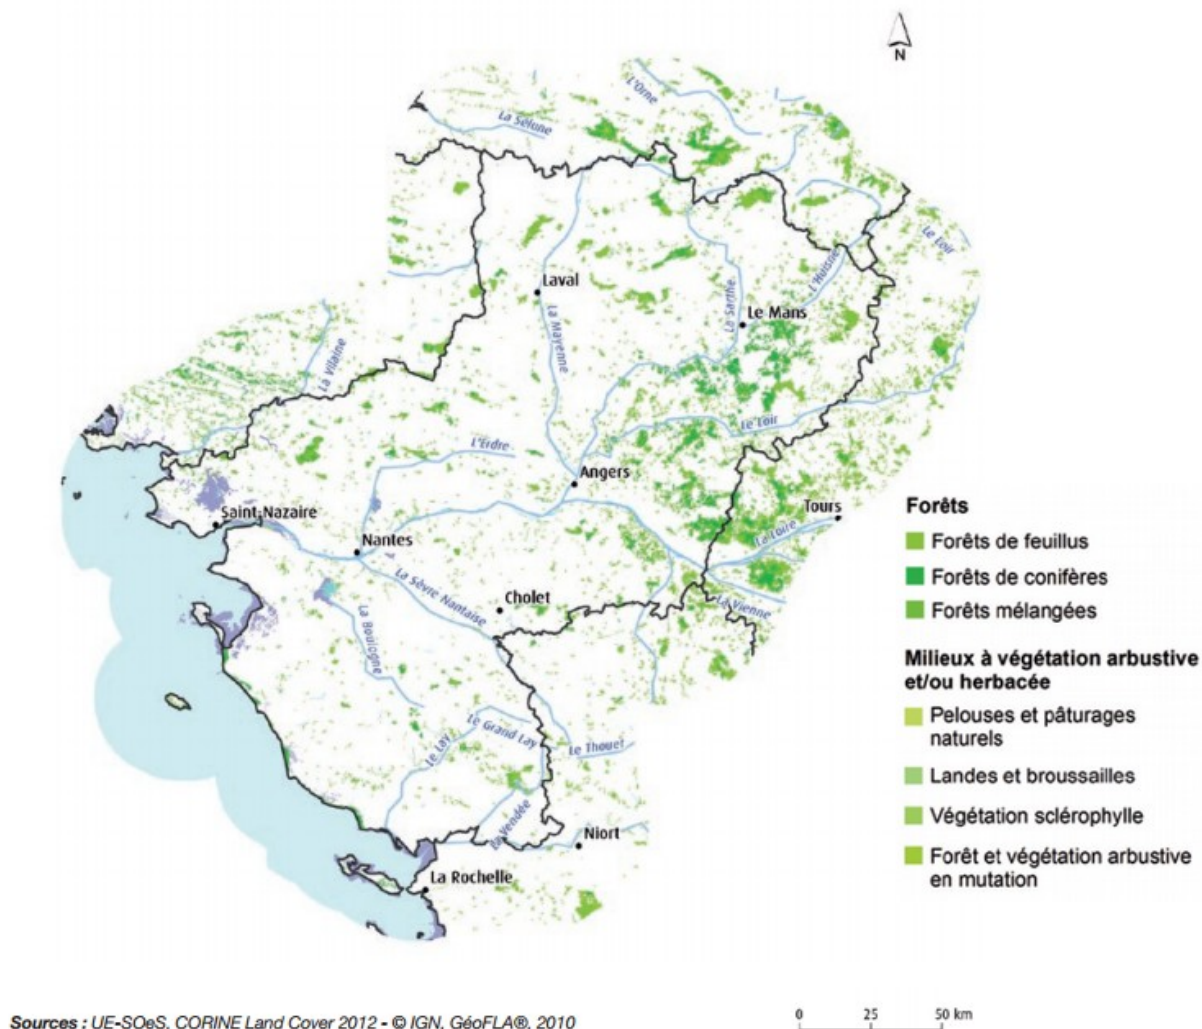 N
L'Orne
La Sélune
Le Loir
L'Huisne
Laval
La Sarthe
Le Mans
La Mayenne
La Vilaine
Le Loir
L'Erdre
Angers
Saint-Nazaire
Tours
La Loire
Nantes
La Sèvre Nantaise
Cholet
La Vienne
La Boulogne
Le Grand Lay
Le Lay
Le Thouet
La Vendée
Niort
La Rochelle
Forêts
Forêts de feuillus
Forêts de conifères
Forêts mélangées
Milieux à végétation arbustive
et/ou herbacée
Pelouses et pâturages
naturels
Landes et broussailles
Végétation sclérophylle
Forêt et végétation arbustive
en mutation
Sources : UE-SOeS, CORINE Land Cover 2012 - © IGN, GéoFLA®, 2010
0 25 50 km